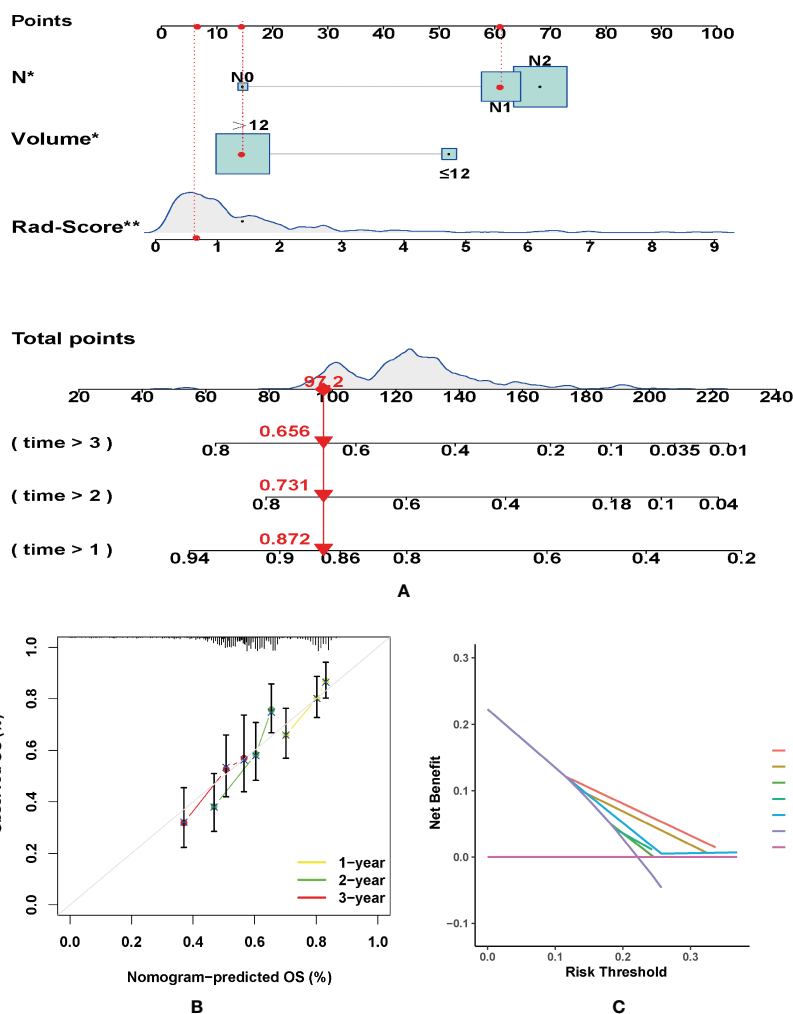 Points
0 10 20 30 40 50 60 70 80 90 100
N*
N0
N1
N2
Volume*
>12
≤12
Rad-Score**
0 1 2 3 4 5 6 7 8 9
Total points
97.2
20 40 60 80 100 120 140 160 180 200 220 240
( time > 3 )
0.656
0.8 0.6 0.4 0.2 0.1 0.035 0.01
( time > 2 )
0.731
0.8 0.6 0.4 0.18 0.1 0.04
( time > 1 )
0.872
0.94 0.9 0.86 0.8 0.6 0.4 0.2
A
1.0
0.8
0.6
0.4
0.2
0.0
OS (%)
1−year
2−year
3−year
0.0 0.2 0.4 0.6 0.8 1.0
Nomogram−predicted OS (%)
B
Net Benefit
0.3
0.2
0.1
0.0
−0.1
0.0 0.1 0.2 0.3
Risk Threshold
C